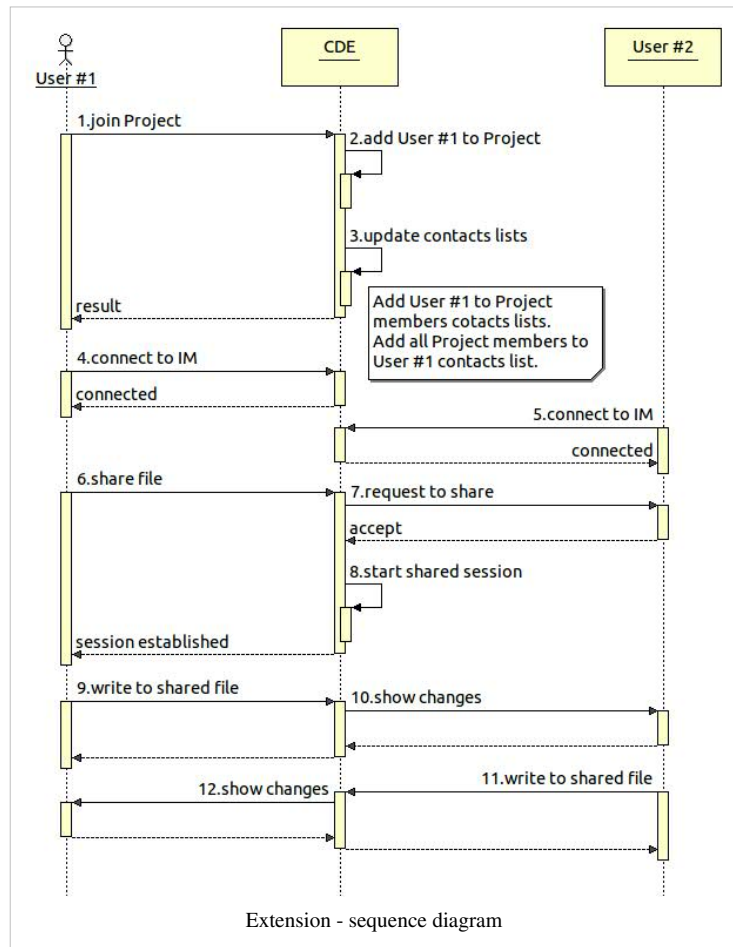 User #1
CDE
User #2
1.join Project
2.add User #1 to Project
3.update contacts lists
Add User #1 to Project
members cotacts lists.
Add all Project members to
User #1 contacts list.
result
4.connect to IM
connected
5.connect to IM
connected
6.share file
7.request to share
accept
8.start shared session
session established
9.write to shared file
10.show changes
11.write to shared file
12.show changes
Extension - sequence diagram